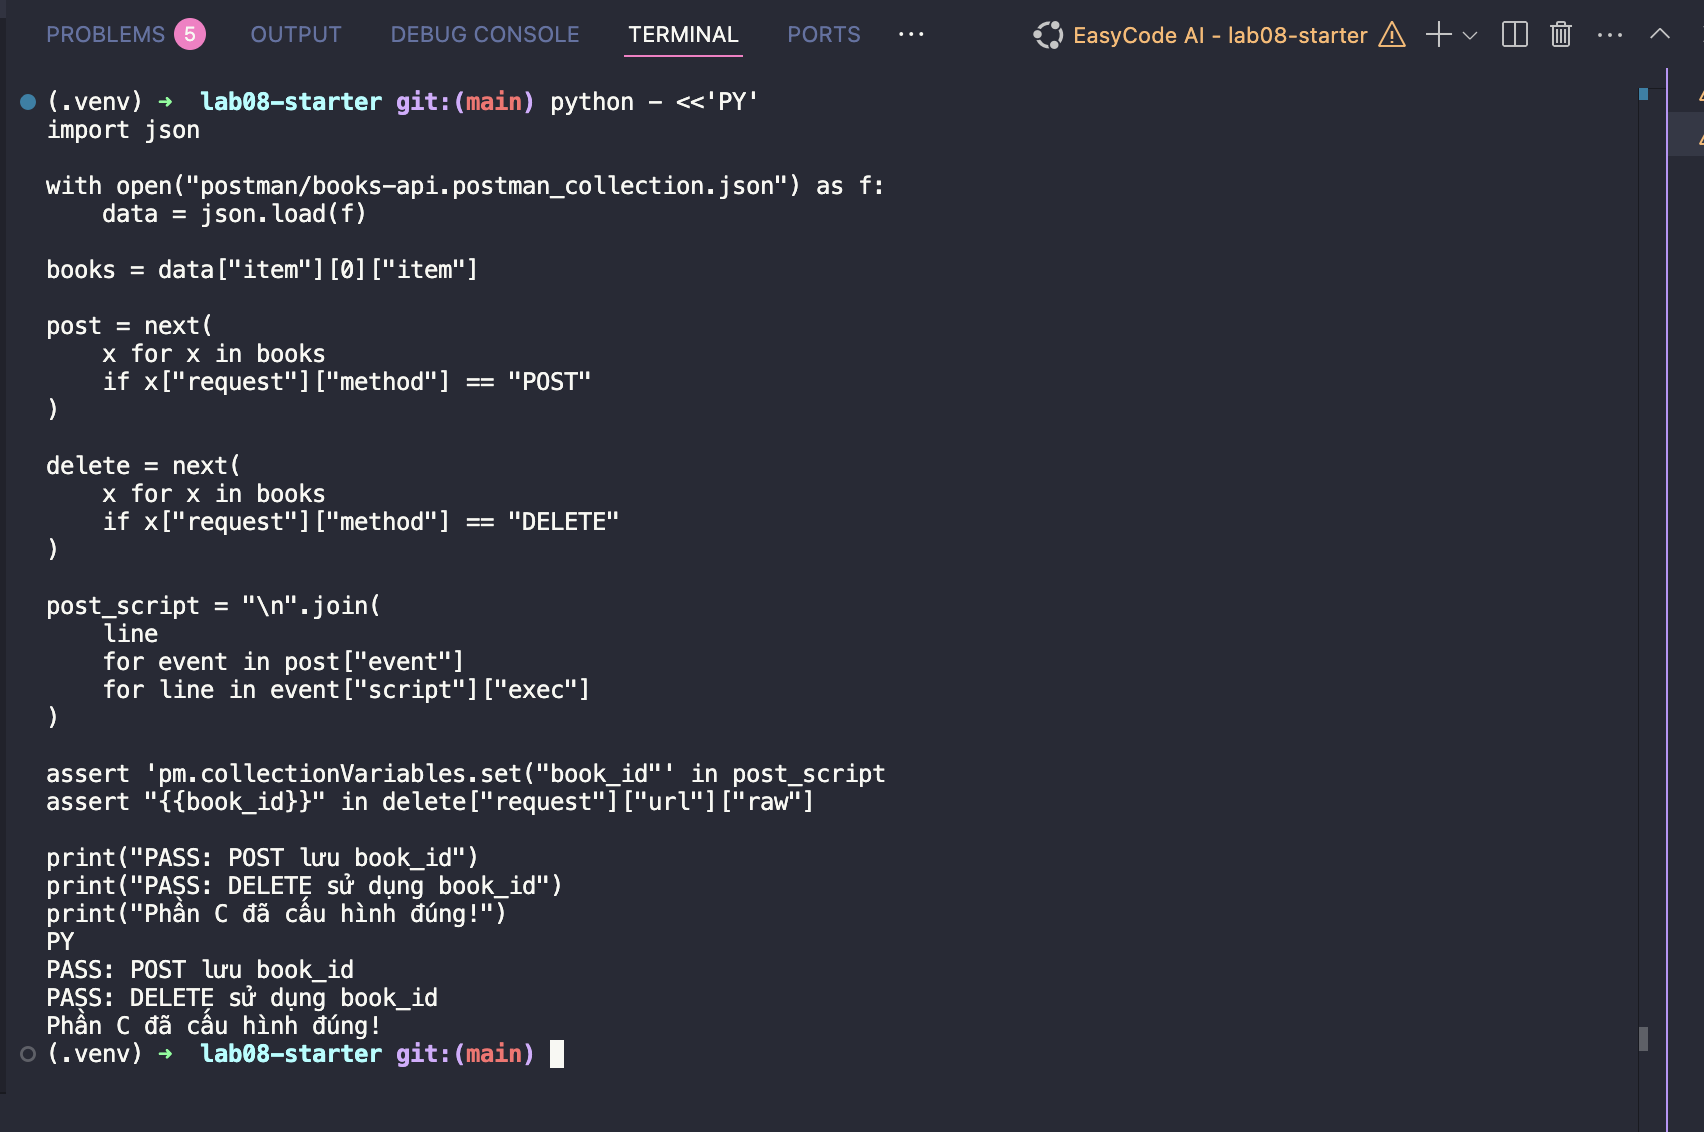 PROBLEMS 5 OUTPUT DEBUG CONSOLE TERMINAL PORTS ··· EasyCode AI - lab08-starter
(.venv) ➜ lab08-starter git:(main) python - <<'PY'
import json
with open("postman/books-api.postman_collection.json") as f:
    data = json.load(f)
books = data["item"][0]["item"]
post = next(
    x for x in books
    if x["request"]["method"] == "POST"
)
delete = next(
    x for x in books
    if x["request"]["method"] == "DELETE"
)
post_script = "\n".join(
    line
    for event in post["event"]
    for line in event["script"]["exec"]
)
assert 'pm.collectionVariables.set("book_id"' in post_script
assert "{{book_id}}" in delete["request"]["url"]["raw"]
print("PASS: POST lưu book_id")
print("PASS: DELETE sử dụng book_id")
print("Phần C đã cấu hình đúng!")
PY
PASS: POST lưu book_id
PASS: DELETE sử dụng book_id
Phần C đã cấu hình đúng!
(.venv) ➜ lab08-starter git:(main)